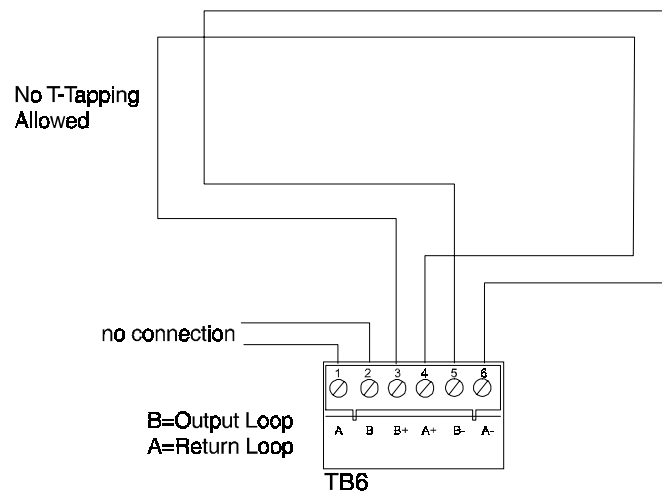 No T-Tapping
Allowed
no connection
1 2 3 4 5 6
B=Output Loop
A=Return Loop
A B B+ A+ B- A-
TB6